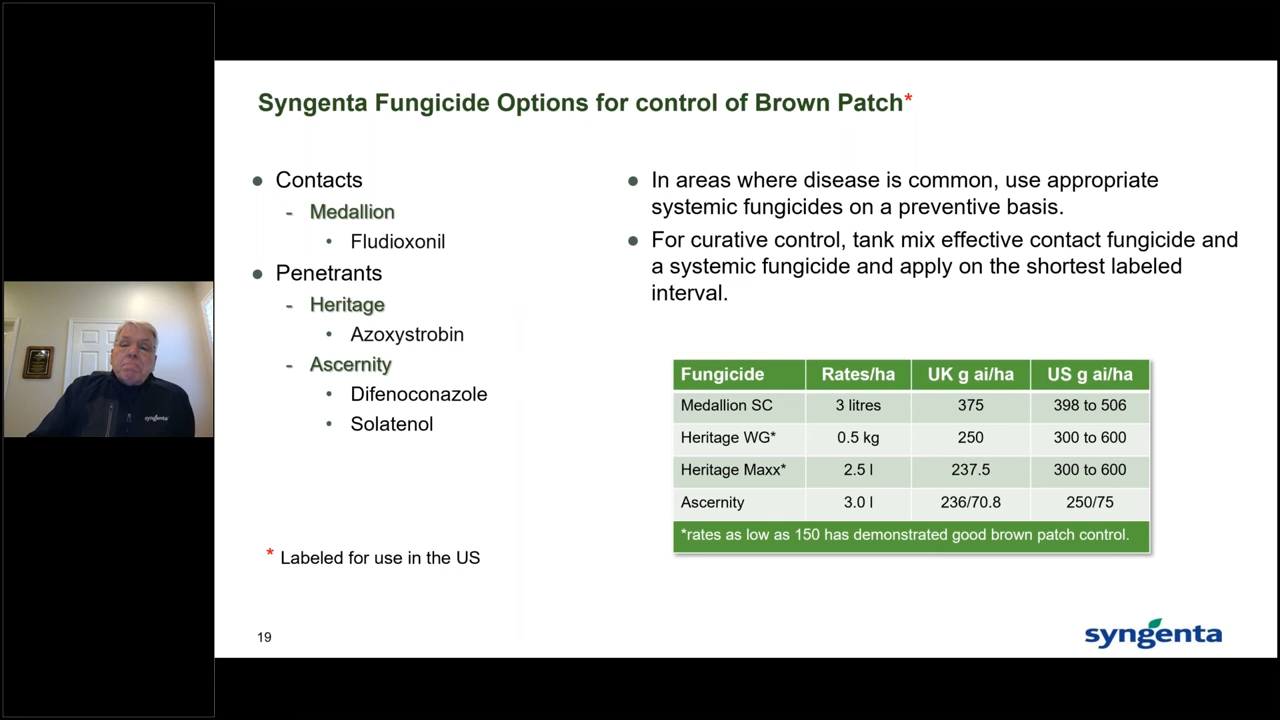 Syngenta Fungicide Options for control of Brown Patch*
● Contacts
- Medallion
• Fludioxonil
● Penetrants
- Heritage
• Azoxystrobin
- Ascernity
• Difenoconazole
• Solatenol
● In areas where disease is common, use appropriate
systemic fungicides on a preventive basis.
● For curative control, tank mix effective contact fungicide and
a systemic fungicide and apply on the shortest labeled
interval.
Fungicide Rates/ha UK g ai/ha US g ai/ha
Medallion SC 3 litres 375 398 to 506
Heritage WG* 0.5 kg 250 300 to 600
Heritage Maxx* 2.5 l 237.5 300 to 600
Ascernity 3.0 l 236/70.8 250/75
*rates as low as 150 has demonstrated good brown patch control.
* Labeled for use in the US
19
syngenta
syngenta